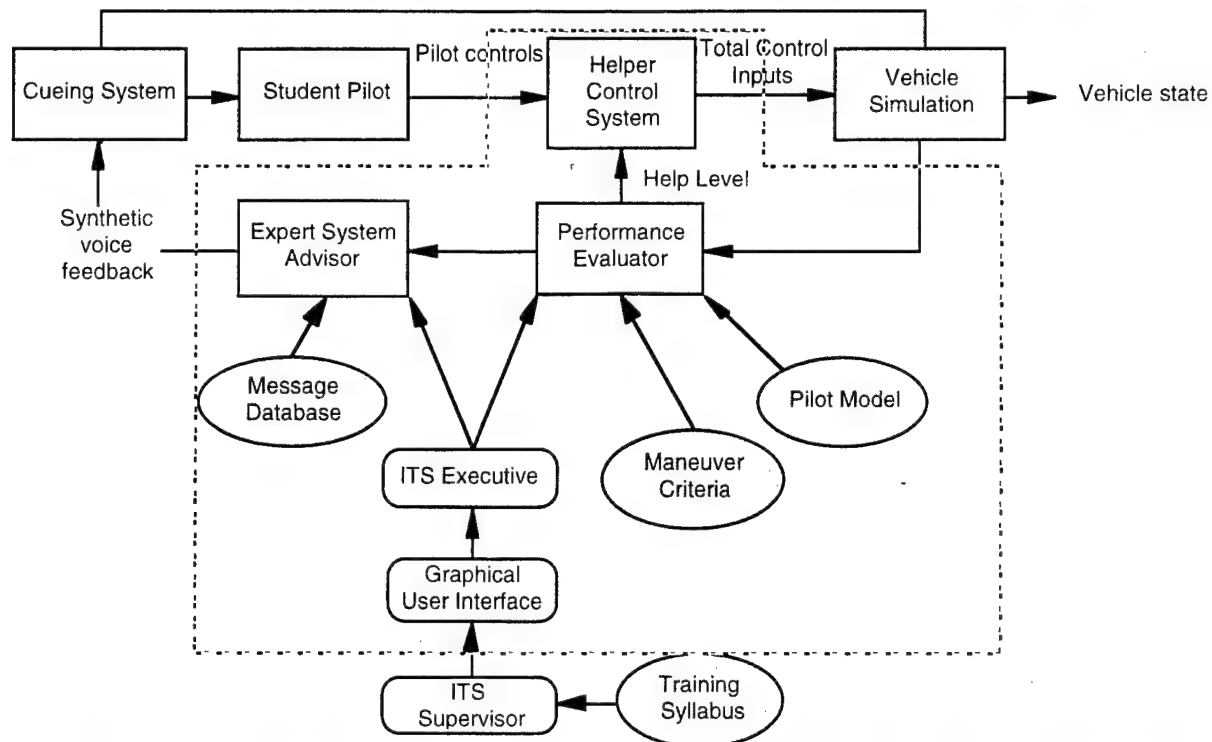 Pilot controls
Total Control
Inputs
Cueing System
Student Pilot
Helper
Control
System
Vehicle
Simulation
Vehicle state
Help Level
Synthetic
voice
feedback
Expert System
Advisor
Performance
Evaluator
Message
Database
Pilot Model
ITS Executive
Maneuver
Criteria
Graphical
User Interface
ITS
Supervisor
Training
Syllabus